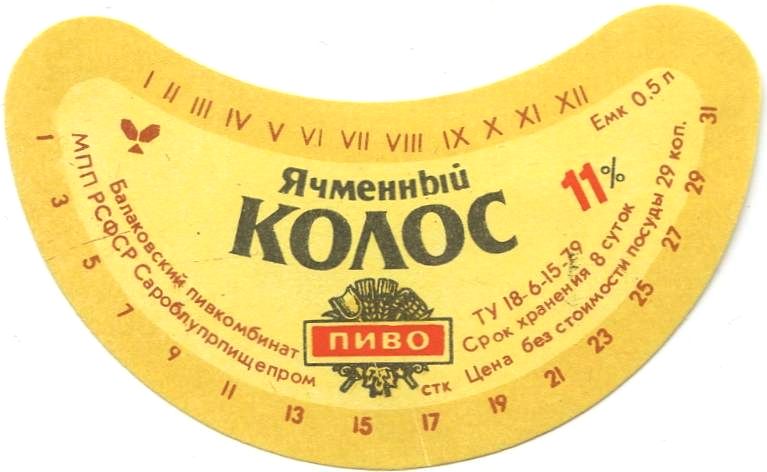 I II III IV V VI VII VIII IX X XI XII
Емк 0,5 л
Ячменный
КОЛОС
11%
ПИВО
МПП РСФСР Сароблупрпищепром
Балаковский пивкомбинат
ТУ 18-6-15-79
Срок хранения 8 суток
стк Цена без стоимости посуды 29 коп.
1 3 5 7 9 11 13 15 17 19 21 23 25 27 29 31